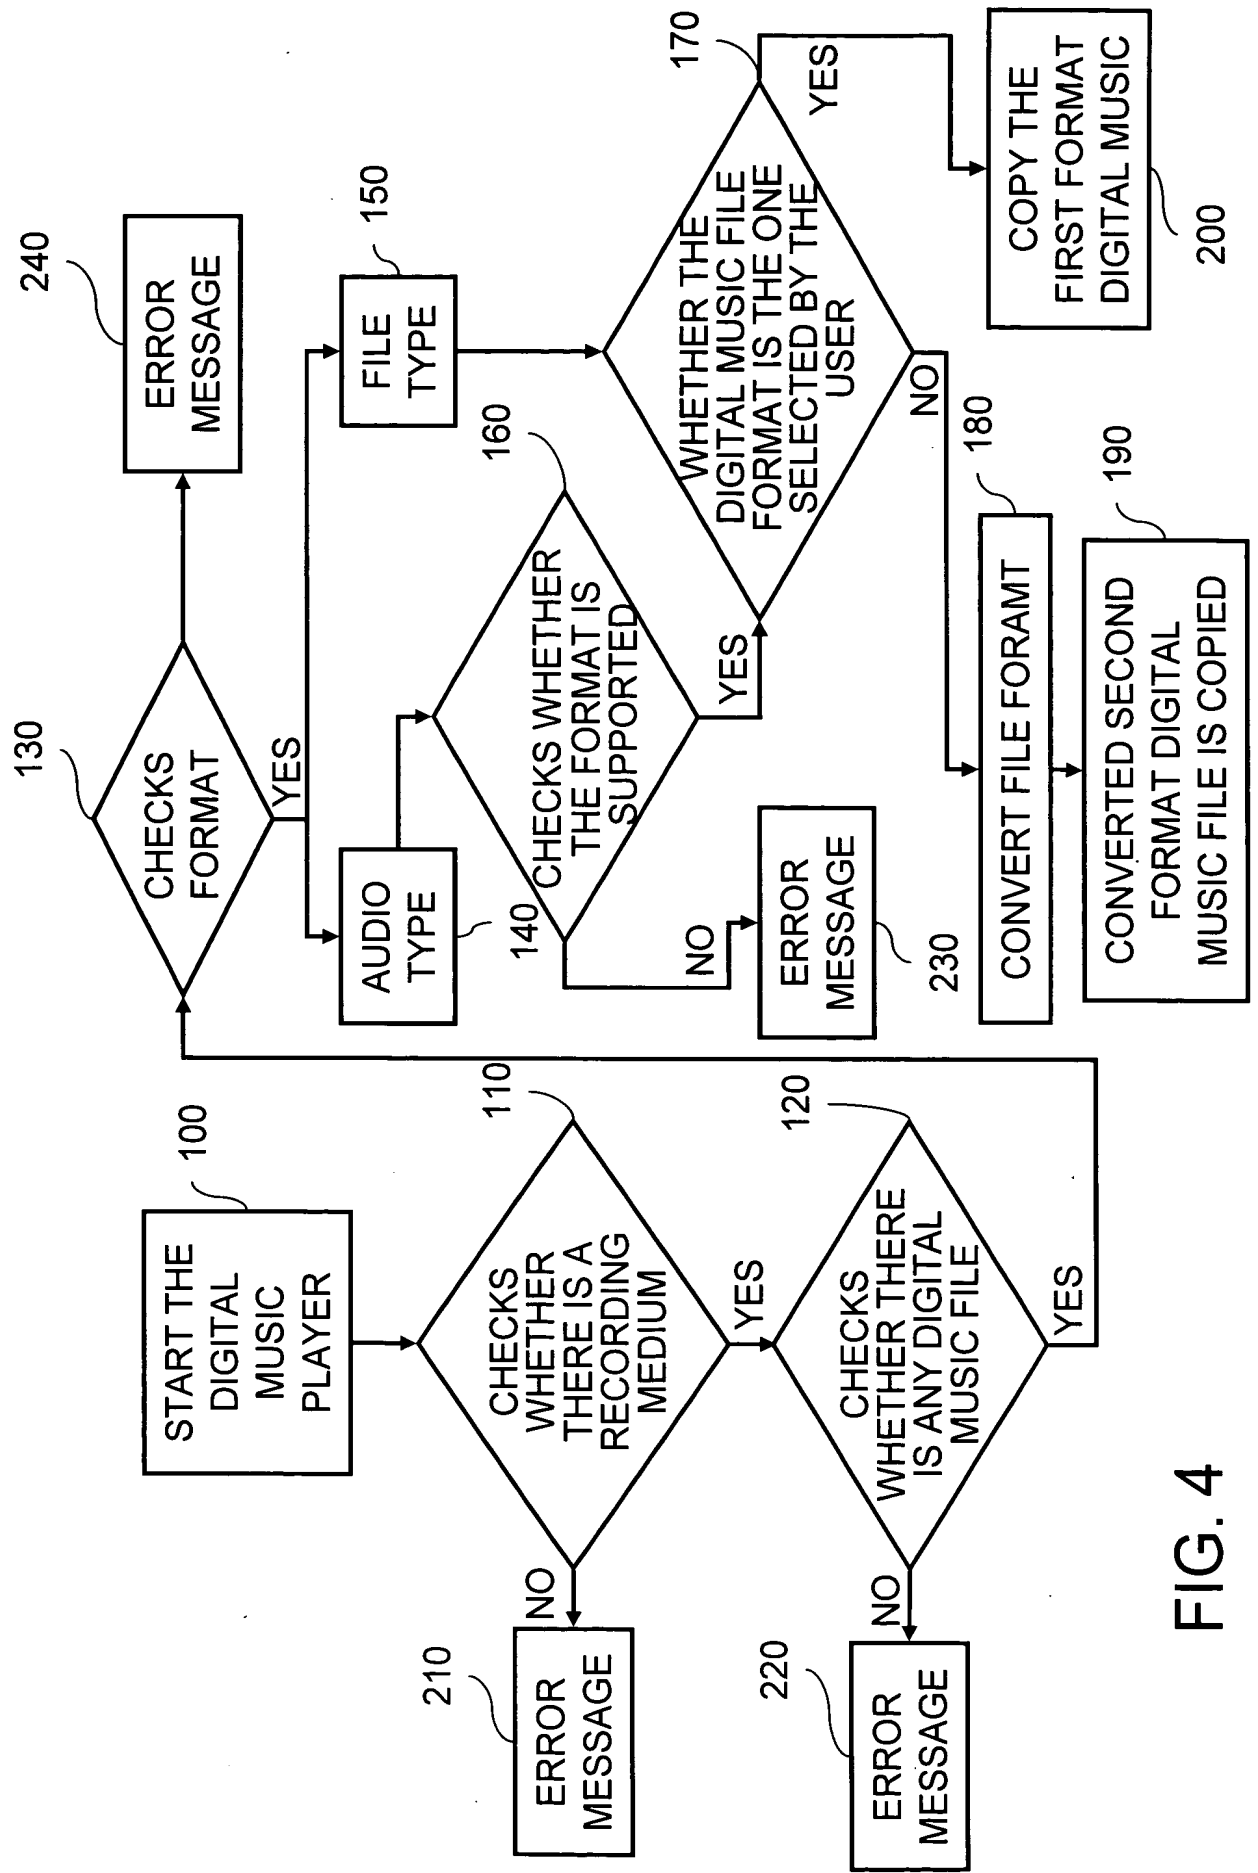 100
START THE
DIGITAL
MUSIC
PLAYER
110
CHECKS
WHETHER
THERE IS A
RECORDING
MEDIUM
NO
210
ERROR
MESSAGE
YES
120
CHECKS
WHETHER THERE
IS ANY DIGITAL
MUSIC FILE
NO
220
ERROR
MESSAGE
YES
130
CHECKS
FORMAT
240
ERROR
MESSAGE
YES
AUDIO
TYPE
140
150
FILE
TYPE
160
CHECKS WHETHER
THE FORMAT IS
SUPPORTED
NO
ERROR
MESSAGE
230
YES
170
WHETHER THE
DIGITAL MUSIC FILE
FORMAT IS THE ONE
SELECTED BY THE
USER
YES
COPY THE
FIRST FORMAT
DIGITAL MUSIC
200
NO
180
CONVERT FILE FORAMT
190
CONVERTED SECOND
FORMAT DIGITAL
MUSIC FILE IS COPIED
FIG. 4